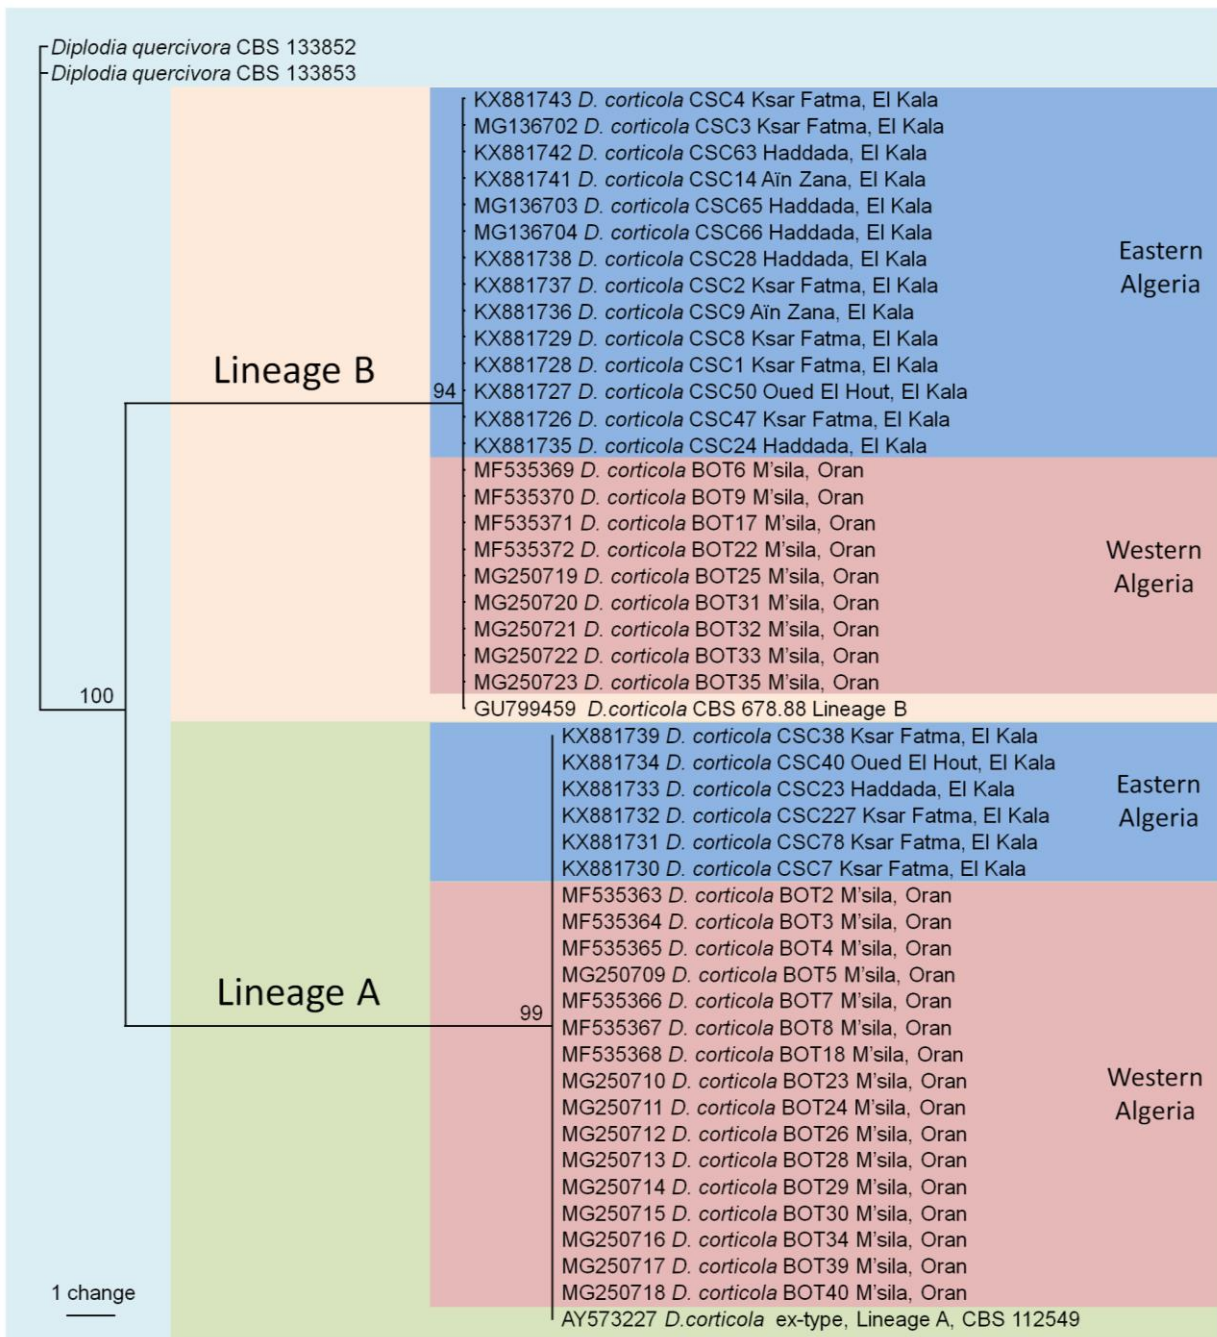 Diplodia quercivora CBS 133852
Diplodia quercivora CBS 133853
KX881743 D. corticola CSC4 Ksar Fatma, El Kala
MG136702 D. corticola CSC3 Ksar Fatma, El Kala
KX881742 D. corticola CSC63 Haddada, El Kala
KX881741 D. corticola CSC14 Aïn Zana, El Kala
MG136703 D. corticola CSC65 Haddada, El Kala
MG136704 D. corticola CSC66 Haddada, El Kala
KX881738 D. corticola CSC28 Haddada, El Kala
KX881737 D. corticola CSC2 Ksar Fatma, El Kala
KX881736 D. corticola CSC9 Aïn Zana, El Kala
KX881729 D. corticola CSC8 Ksar Fatma, El Kala
KX881728 D. corticola CSC1 Ksar Fatma, El Kala
KX881727 D. corticola CSC50 Oued El Hout, El Kala
KX881726 D. corticola CSC47 Ksar Fatma, El Kala
KX881735 D. corticola CSC24 Haddada, El Kala
Eastern
Algeria
Lineage B
94
MF535369 D. corticola BOT6 M'sila, Oran
MF535370 D. corticola BOT9 M'sila, Oran
MF535371 D. corticola BOT17 M'sila, Oran
MF535372 D. corticola BOT22 M'sila, Oran
MG250719 D. corticola BOT25 M'sila, Oran
MG250720 D. corticola BOT31 M'sila, Oran
MG250721 D. corticola BOT32 M'sila, Oran
MG250722 D. corticola BOT33 M'sila, Oran
MG250723 D. corticola BOT35 M'sila, Oran
Western
Algeria
GU799459 D.corticola CBS 678.88 Lineage B
100
KX881739 D. corticola CSC38 Ksar Fatma, El Kala
KX881734 D. corticola CSC40 Oued El Hout, El Kala
KX881733 D. corticola CSC23 Haddada, El Kala
KX881732 D. corticola CSC227 Ksar Fatma, El Kala
KX881731 D. corticola CSC78 Ksar Fatma, El Kala
KX881730 D. corticola CSC7 Ksar Fatma, El Kala
Eastern
Algeria
MF535363 D. corticola BOT2 M'sila, Oran
MF535364 D. corticola BOT3 M'sila, Oran
MF535365 D. corticola BOT4 M'sila, Oran
MG250709 D. corticola BOT5 M'sila, Oran
MF535366 D. corticola BOT7 M'sila, Oran
MF535367 D. corticola BOT8 M'sila, Oran
MF535368 D. corticola BOT18 M'sila, Oran
MG250710 D. corticola BOT23 M'sila, Oran
MG250711 D. corticola BOT24 M'sila, Oran
MG250712 D. corticola BOT26 M'sila, Oran
MG250713 D. corticola BOT28 M'sila, Oran
MG250714 D. corticola BOT29 M'sila, Oran
MG250715 D. corticola BOT30 M'sila, Oran
MG250716 D. corticola BOT34 M'sila, Oran
MG250717 D. corticola BOT39 M'sila, Oran
MG250718 D. corticola BOT40 M'sila, Oran
Western
Algeria
Lineage A
99
AY573227 D.corticola ex-type, Lineage A, CBS 112549
1 change